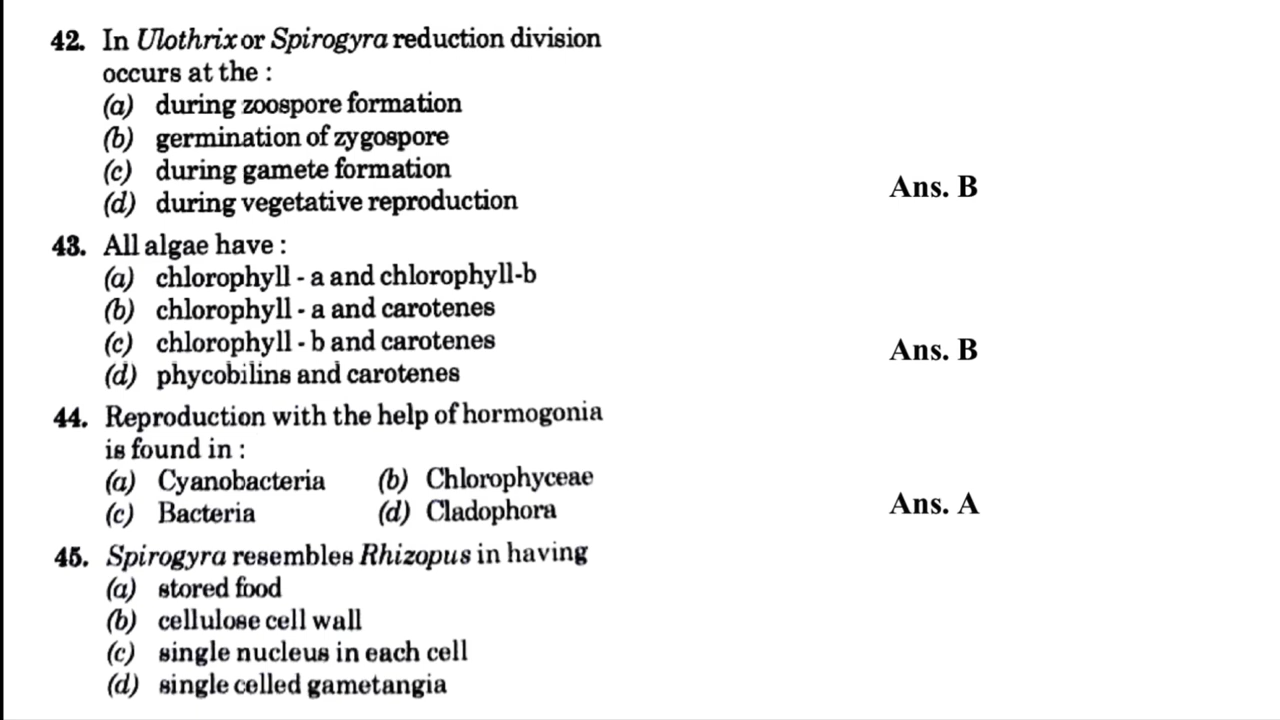 42. In Ulothrix or Spirogyra reduction division
occurs at the :
(a) during zoospore formation
(b) germination of zygospore
(c) during gamete formation
(d) during vegetative reproduction
Ans. B
43. All algae have :
(a) chlorophyll - a and chlorophyll-b
(b) chlorophyll - a and carotenes
(c) chlorophyll - b and carotenes
(d) phycobilins and carotenes
Ans. B
44. Reproduction with the help of hormogonia
is found in :
(a) Cyanobacteria (b) Chlorophyceae
(c) Bacteria (d) Cladophora
Ans. A
45. Spirogyra resembles Rhizopus in having
(a) stored food
(b) cellulose cell wall
(c) single nucleus in each cell
(d) single celled gametangia